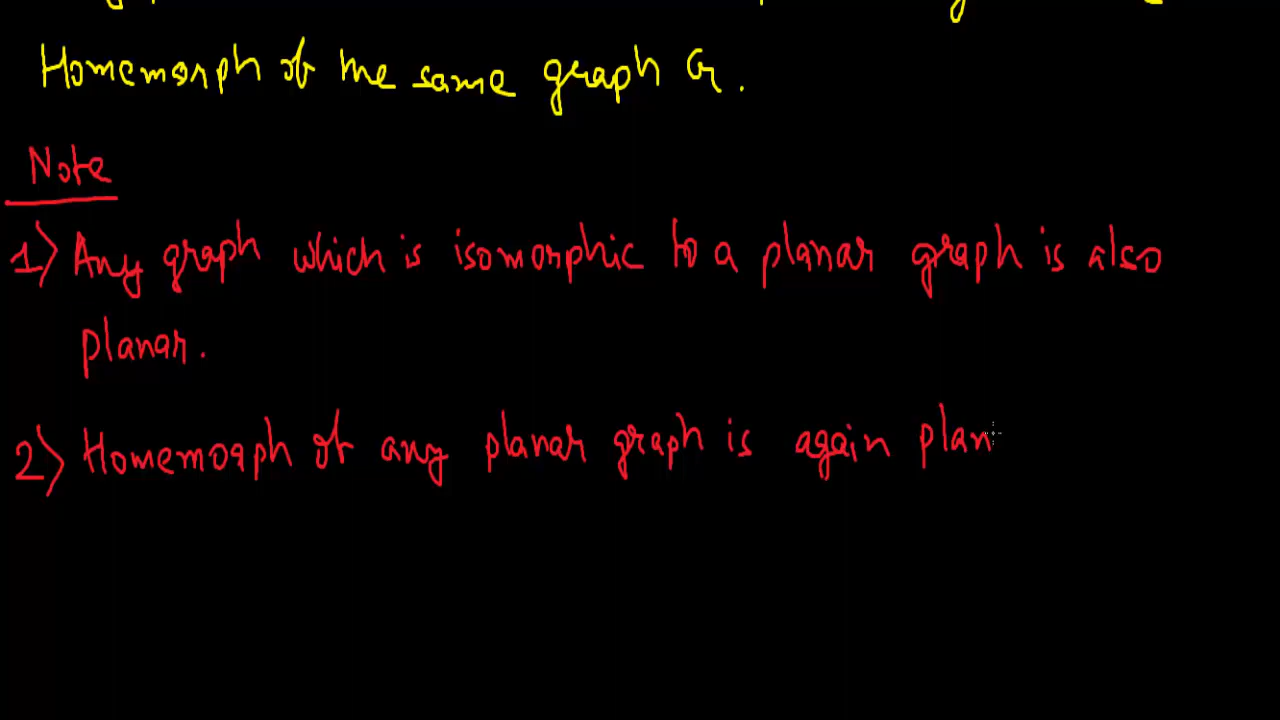 Homemorph of the same graph G.
Note
1) Any graph which is isomorphic to a planar graph is also
planar.
2) Homemorph of any planar graph is again plan